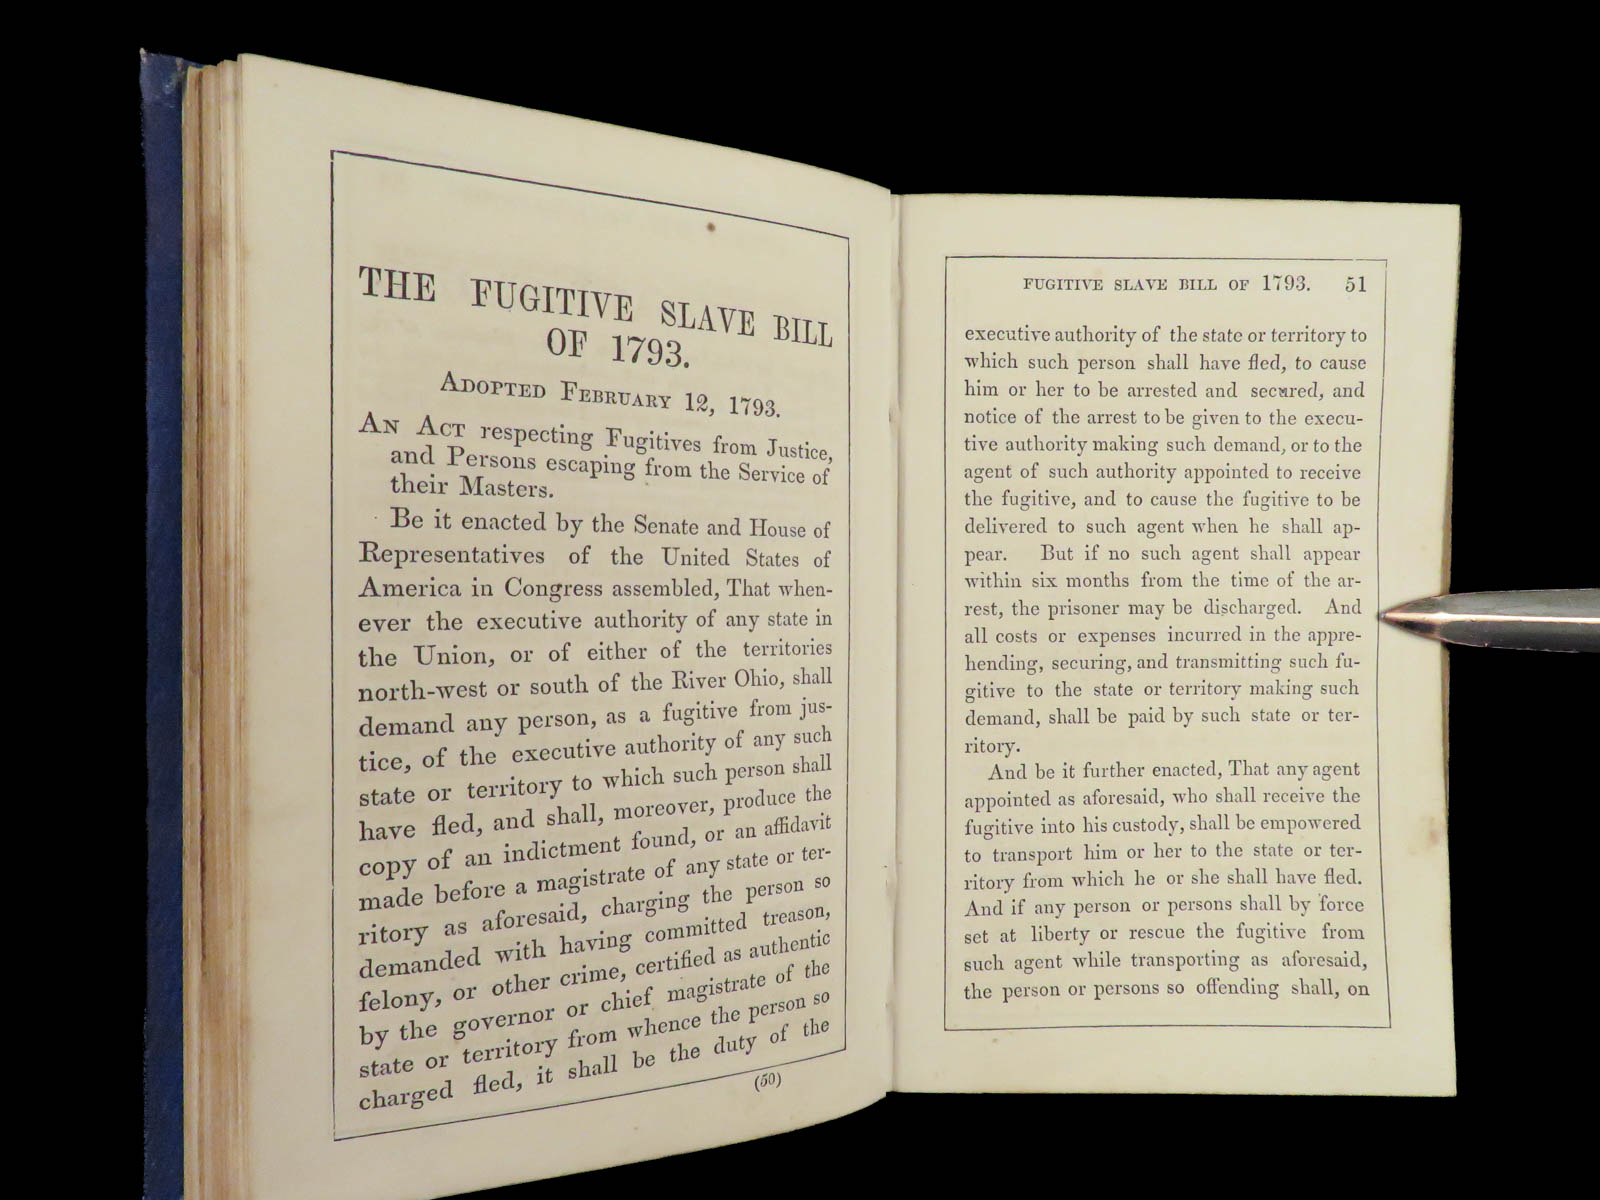 THE FUGITIVE SLAVE BILL
OF 1793.
ADOPTED FEBRUARY 12, 1793.
AN ACT respecting Fugitives from Justice,
and Persons escaping from the Service of
their Masters.
Be it enacted by the Senate and House of
Representatives of the United States of
America in Congress assembled, That when-
ever the executive authority of any state in
the Union, or of either of the territories
north-west or south of the River Ohio, shall
demand any person, as a fugitive from jus-
tice, of the executive authority of any such
state or territory to which such person shall
have fled, and shall, moreover, produce the
copy of an indictment found, or an affidavit
made before a magistrate of any state or ter-
ritory as aforesaid, charging the person so
demanded with having committed treason,
felony, or other crime, certified as authentic
by the governor or chief magistrate of the
state or territory from whence the person so
charged fled, it shall be the duty of the
(50)
FUGITIVE SLAVE BILL OF 1793. 51
executive authority of the state or territory to
which such person shall have fled, to cause
him or her to be arrested and secured, and
notice of the arrest to be given to the execu-
tive authority making such demand, or to the
agent of such authority appointed to receive
the fugitive, and to cause the fugitive to be
delivered to such agent when he shall ap-
pear. But if no such agent shall appear
within six months from the time of the ar-
rest, the prisoner may be discharged. And
all costs or expenses incurred in the appre-
hending, securing, and transmitting such fu-
gitive to the state or territory making such
demand, shall be paid by such state or ter-
ritory.
And be it further enacted, That any agent
appointed as aforesaid, who shall receive the
fugitive into his custody, shall be empowered
to transport him or her to the state or ter-
ritory from which he or she shall have fled.
And if any person or persons shall by force
set at liberty or rescue the fugitive from
such agent while transporting as aforesaid,
the person or persons so offending shall, on